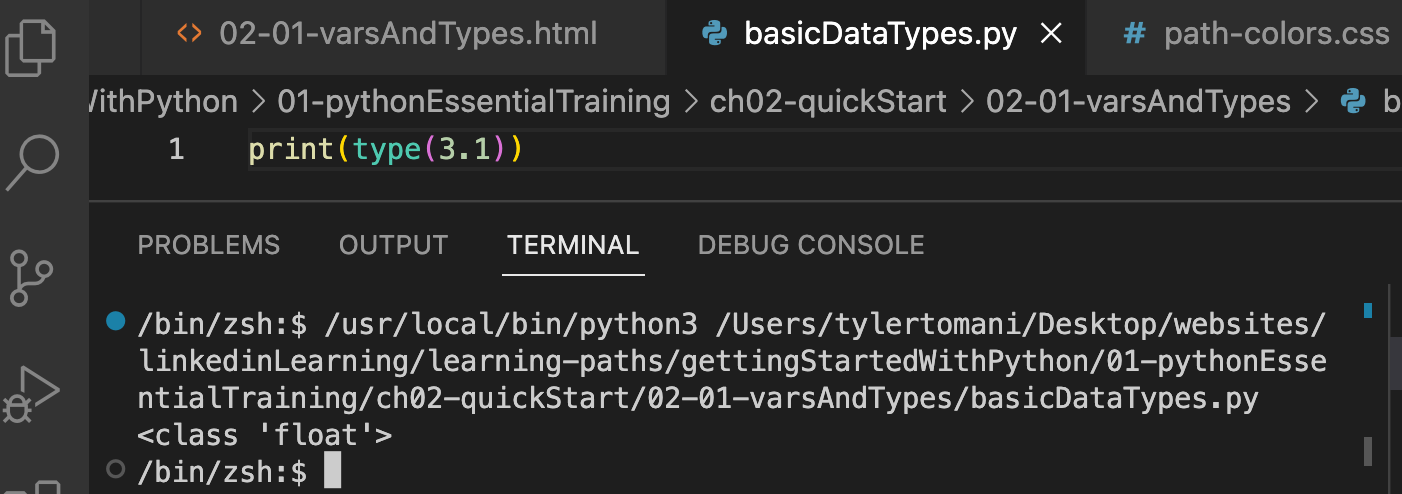 02-01-varsAndTypes.html basicDataTypes.py # path-colors.css
WithPython > 01-pythonEssentialTraining > ch02-quickStart > 02-01-varsAndTypes > b
1 print(type(3.1))
PROBLEMS OUTPUT TERMINAL DEBUG CONSOLE
/bin/zsh:$ /usr/local/bin/python3 /Users/tylertomani/Desktop/websites/
linkedinLearning/learning-paths/gettingStartedWithPython/01-pythonEsse
ntialTraining/ch02-quickStart/02-01-varsAndTypes/basicDataTypes.py
<class 'float'>
/bin/zsh:$